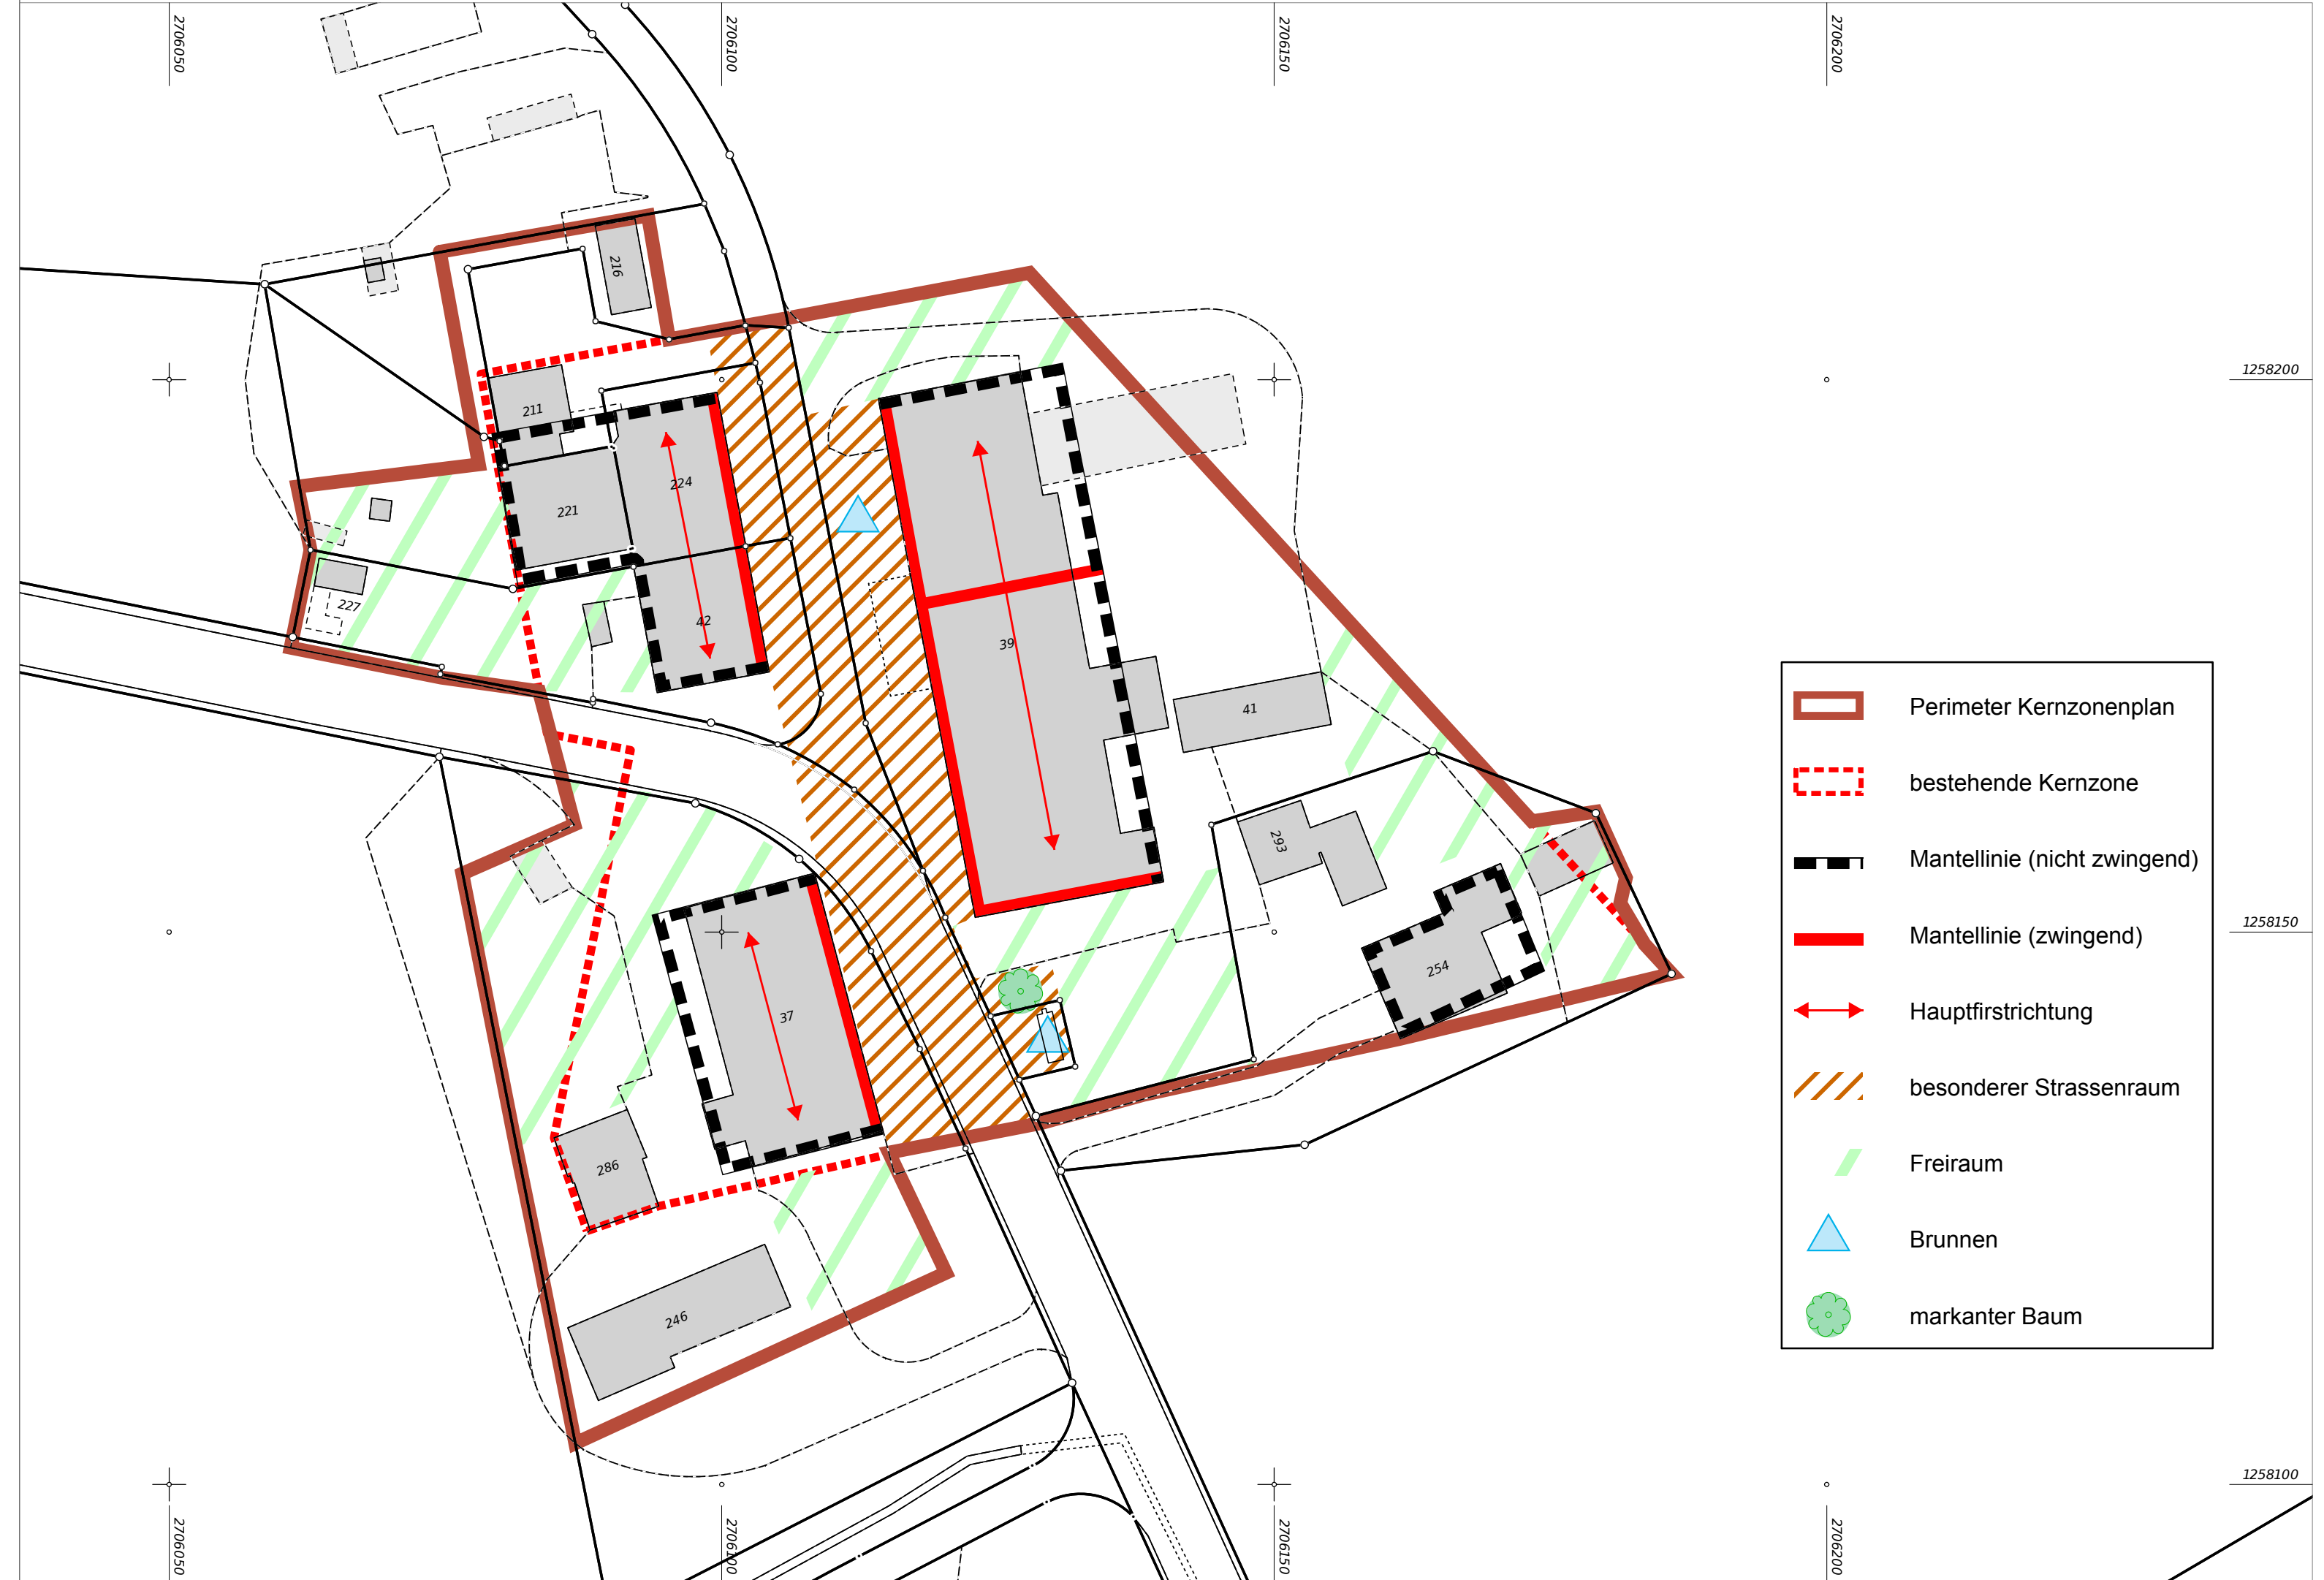 2706050
2706100
2706150
2706200
216
1258200
211
224
221
227
42
39
41
Perimeter Kernzonenplan
bestehende Kernzone
293
Mantellinie (nicht zwingend)
1258150
Mantellinie (zwingend)
254
37
Hauptfirstrichtung
besonderer Strassenraum
286
Freiraum
Brunnen
246
markanter Baum
1258100
2706050
2706100
2706150
2706200